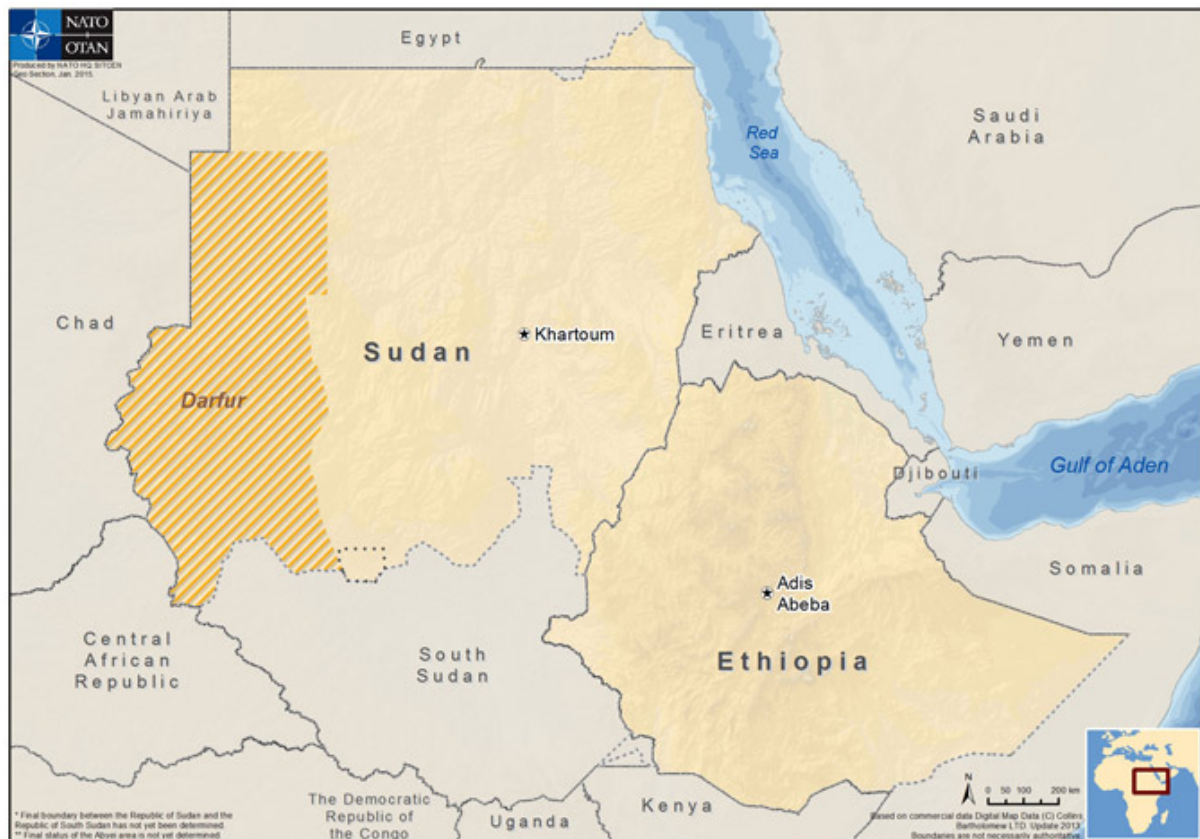 NATO
OTAN
Produced by NATO HQ SITCEN
Geo Section, Jan. 2015.
Egypt
Libyan Arab
Jamahiriya
Saudi
Arabia
Red
Sea
Chad
Sudan
Khartoum
Eritrea
Yemen
Darfur
Djibouti
Gulf of Aden
Somalia
Adis
Abeba
Central
African
Republic
South
Sudan
Ethiopia
N
0 50 100 200 km
The Democratic
Republic of
the Congo
Uganda
Kenya
* Final boundary between the Republic of Sudan and the
Republic of South Sudan has not yet been determined.
** Final status of the Abyei area is not yet determined.
Based on commercial data Digital Map Data (C) Collins
Bartholomew LTD. Update 2013
Boundaries are not necessarily authoritative.